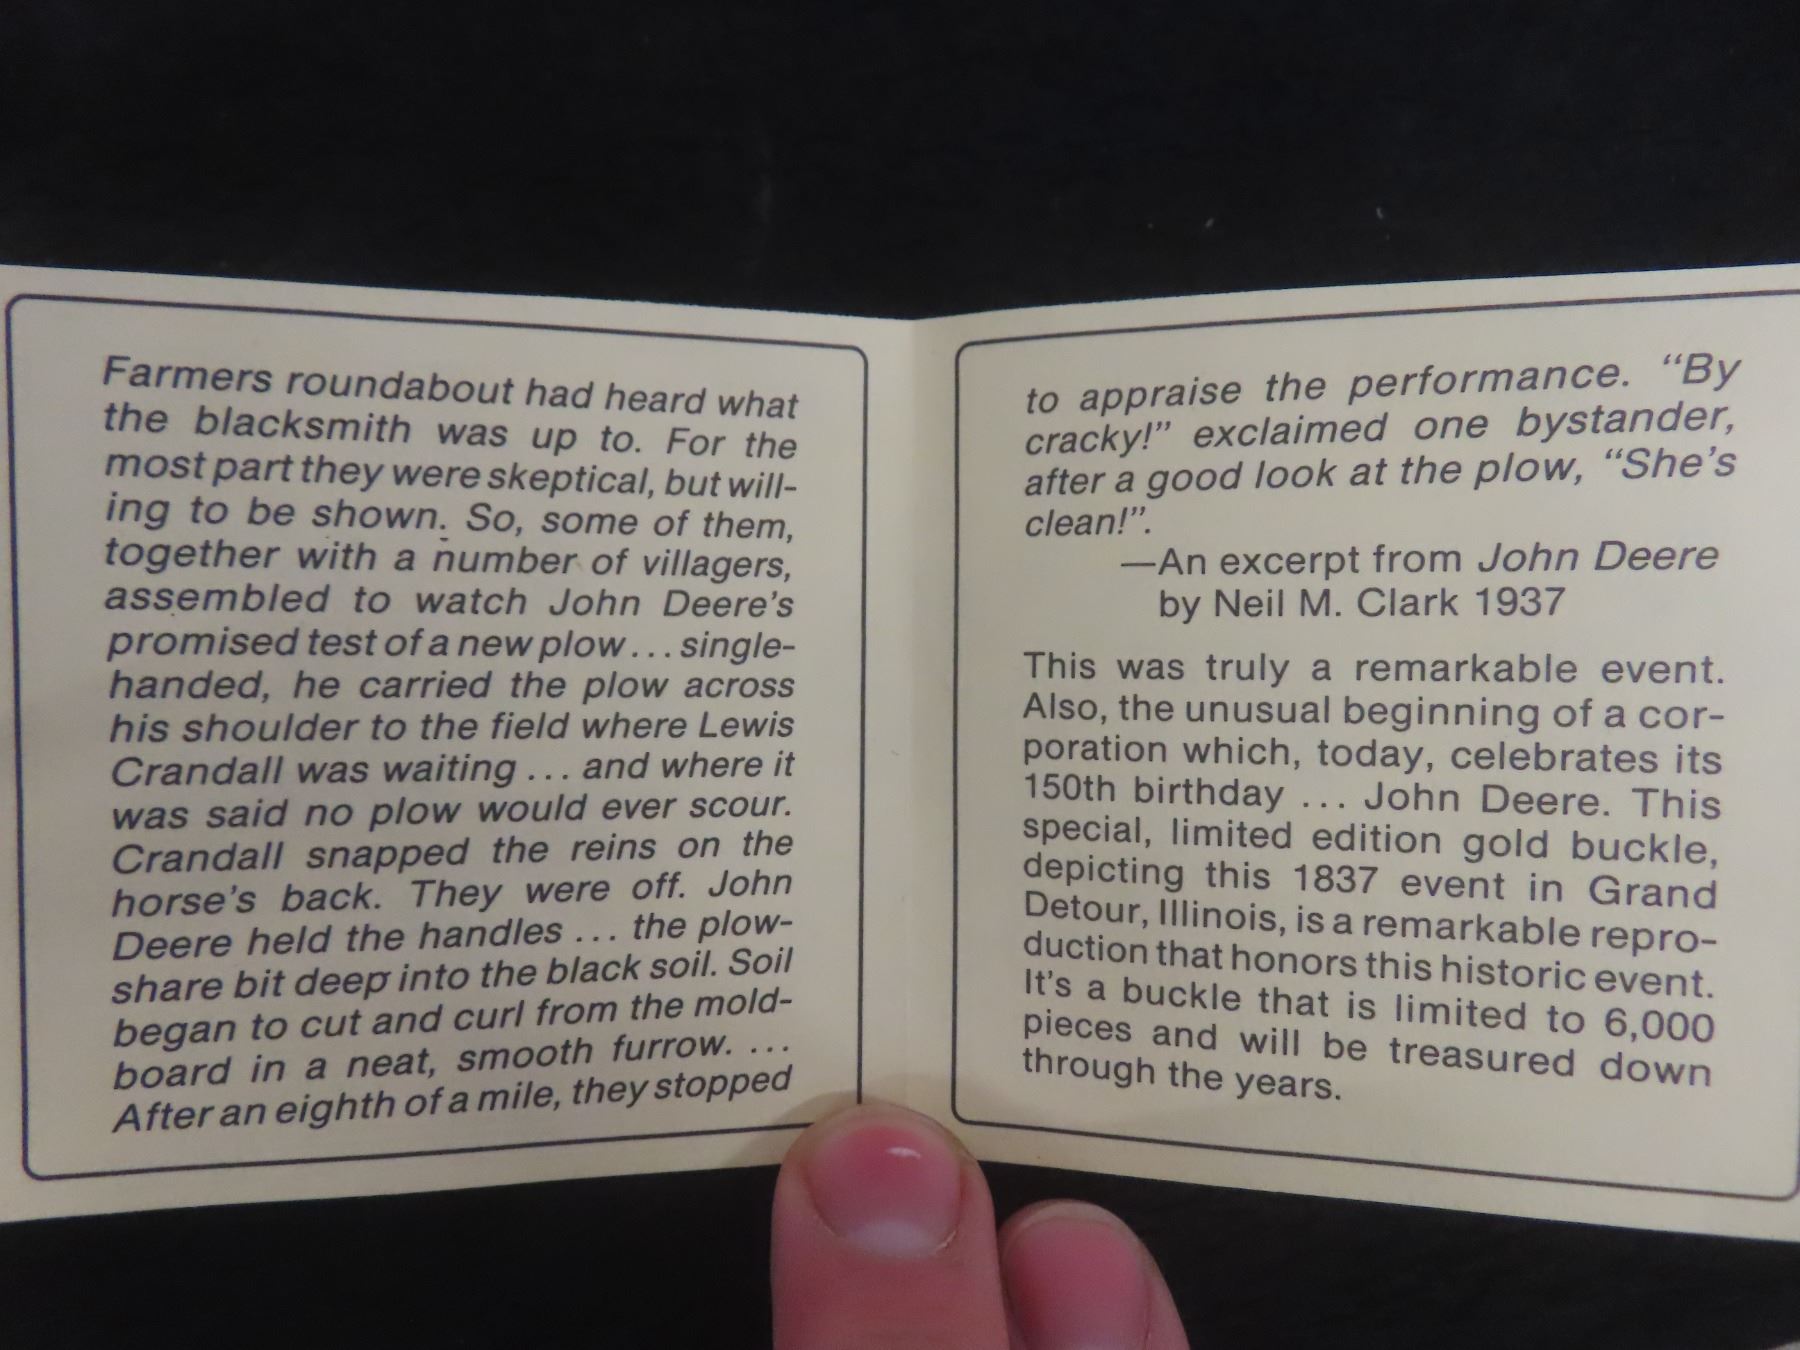 Farmers roundabout had heard what
the blacksmith was up to. For the
most part they were skeptical, but will-
ing to be shown. So, some of them,
together with a number of villagers,
assembled to watch John Deere's
promised test of a new plow ... single-
handed, he carried the plow across
his shoulder to the field where Lewis
Crandall was waiting ... and where it
was said no plow would ever scour.
Crandall snapped the reins on the
horse's back. They were off. John
Deere held the handles ... the plow-
share bit deep into the black soil. Soil
began to cut and curl from the mold-
board in a neat, smooth furrow. ...
After an eighth of a mile, they stopped
to appraise the performance. “By
cracky!” exclaimed one bystander,
after a good look at the plow, “She's
clean!”.
—An excerpt from John Deere
by Neil M. Clark 1937
This was truly a remarkable event.
Also, the unusual beginning of a cor-
poration which, today, celebrates its
150th birthday ... John Deere. This
special, limited edition gold buckle,
depicting this 1837 event in Grand
Detour, Illinois, is a remarkable repro-
duction that honors this historic event.
It's a buckle that is limited to 6,000
pieces and will be treasured down
through the years.